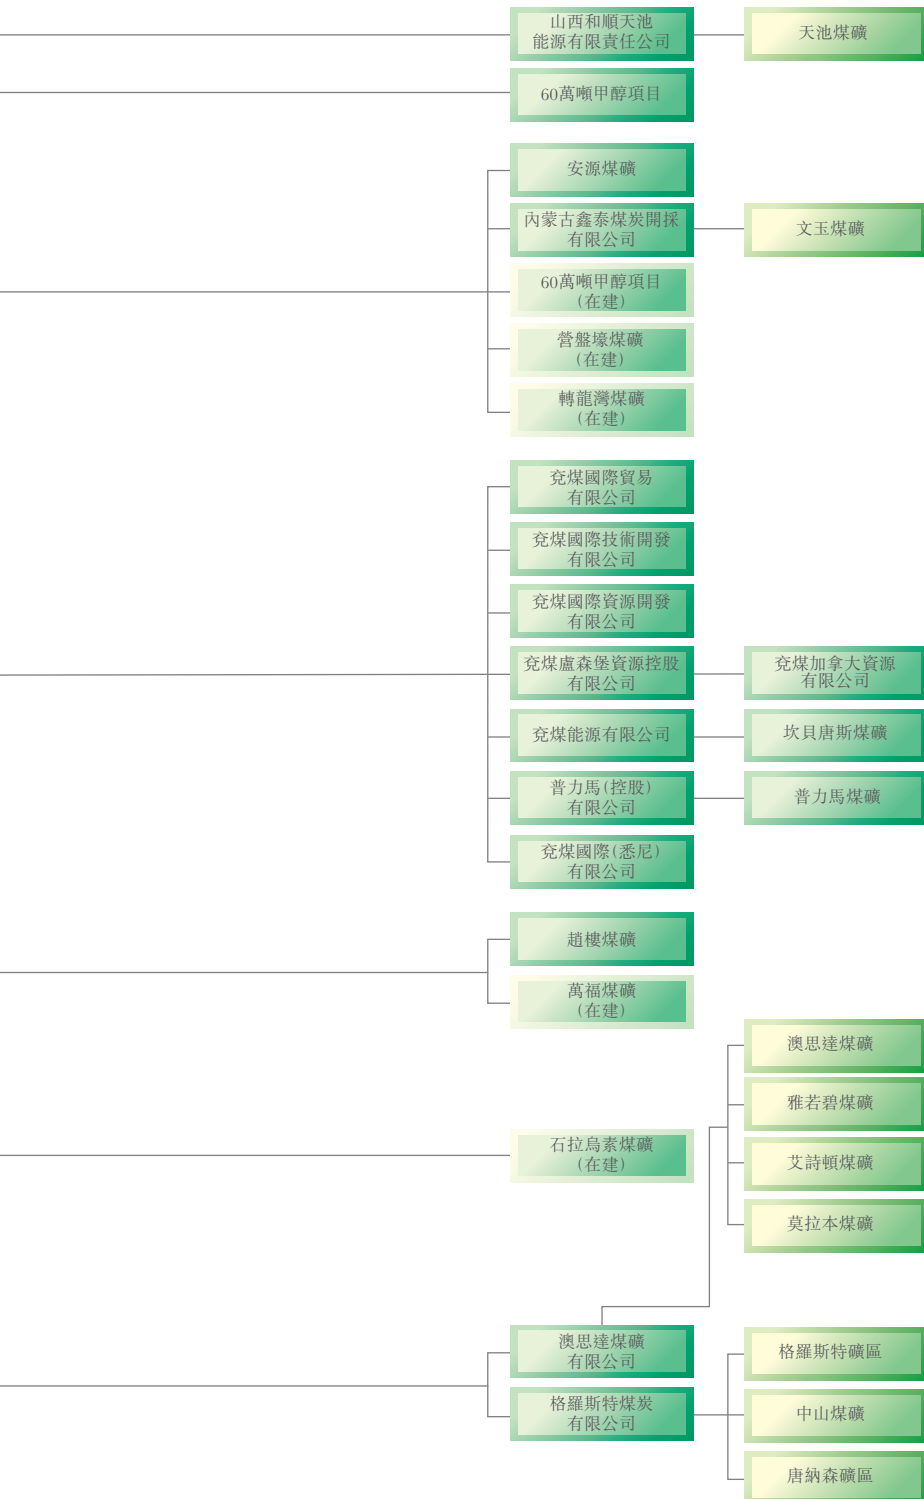 山西和順天池
能源有限責任公司
天池煤礦
60萬噸甲醇項目
安源煤礦
內蒙古鑫泰煤炭開採
有限公司
文玉煤礦
60萬噸甲醇項目
(在建)
營盤壕煤礦
(在建)
轉龍灣煤礦
(在建)
兗煤國際貿易
有限公司
兗煤國際技術開發
有限公司
兗煤國際資源開發
有限公司
兗煤盧森堡資源控股
有限公司
兗煤加拿大資源
有限公司
兗煤能源有限公司
坎貝唐斯煤礦
普力馬(控股)
有限公司
普力馬煤礦
兗煤國際(悉尼)
有限公司
趙樓煤礦
萬福煤礦
(在建)
澳思達煤礦
雅若碧煤礦
石拉烏素煤礦
(在建)
艾詩頓煤礦
莫拉本煤礦
澳思達煤礦
有限公司
格羅斯特礦區
格羅斯特煤炭
有限公司
中山煤礦
唐納森礦區